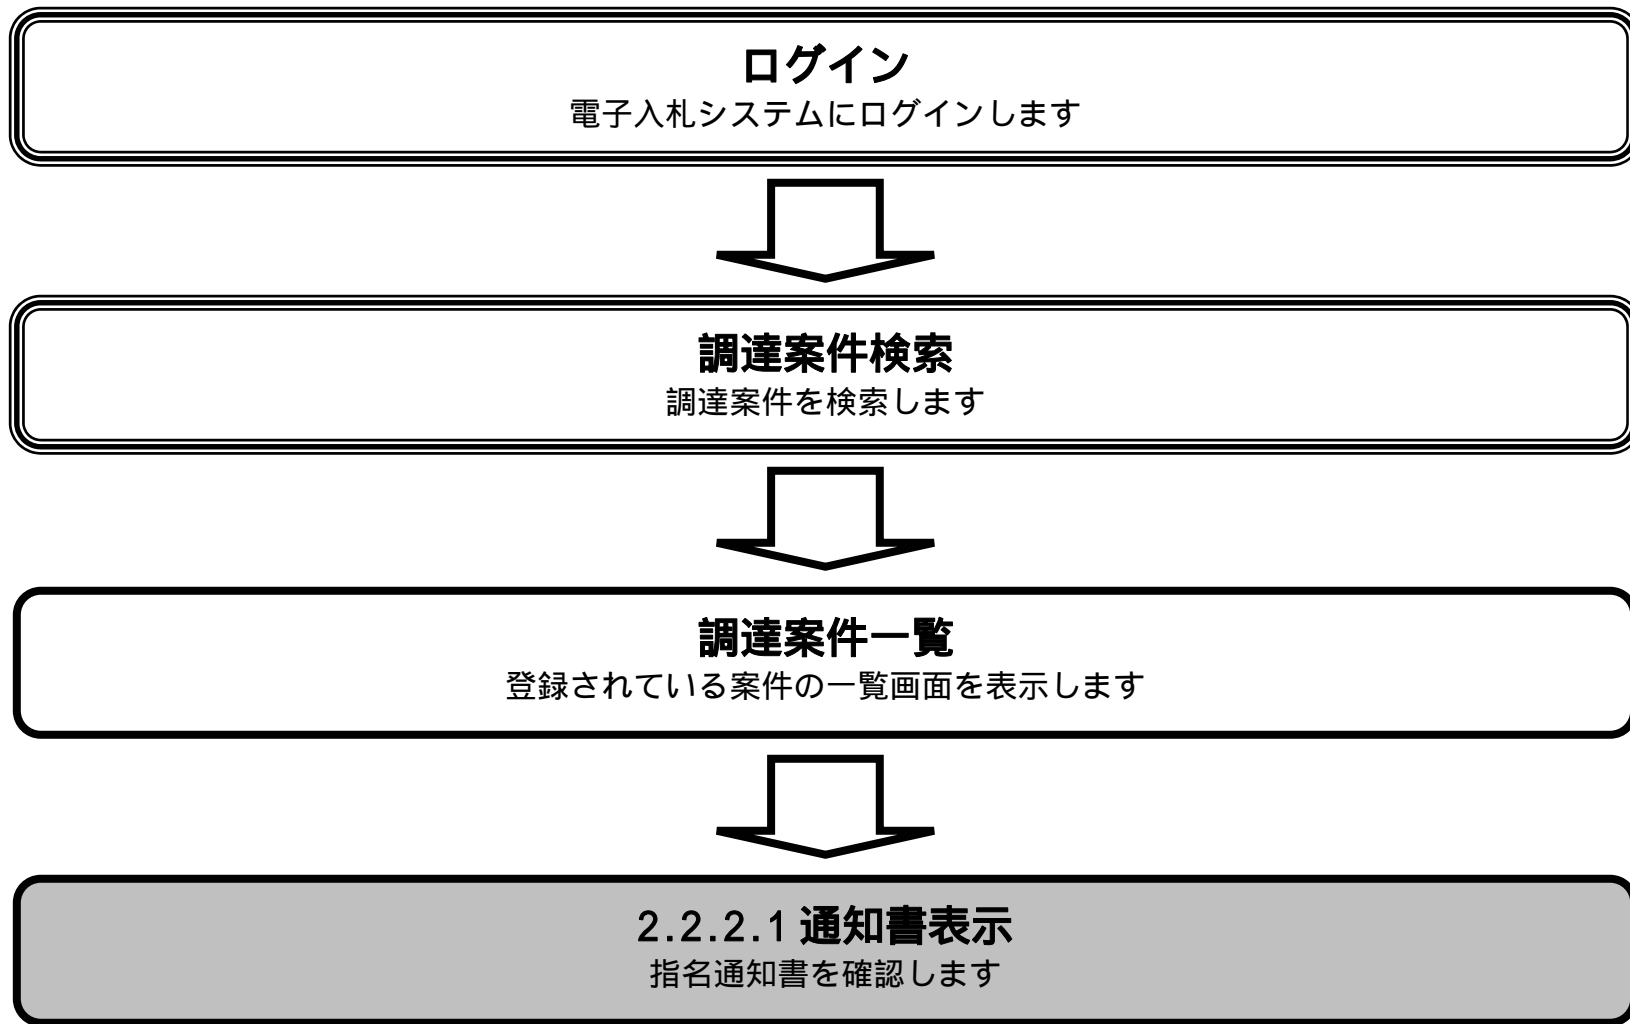 ログイン
電子入札システムにログインします
調達案件検索
調達案件を検索します
調達案件一覧
登録されている案件の一覧画面を表示します
2.2.2.1 通知書表示
指名通知書を確認します